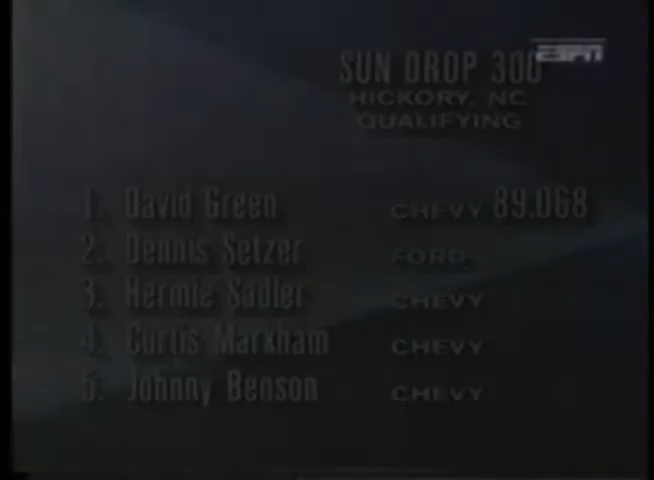 ESPN
SUN DROP 300
HICKORY, NC
QUALIFYING
1. David Green CHEVY 89.068
2. Dennis Setzer FORD
3. Hermie Sadler CHEVY
4. Curtis Markham CHEVY
5. Johnny Benson CHEVY